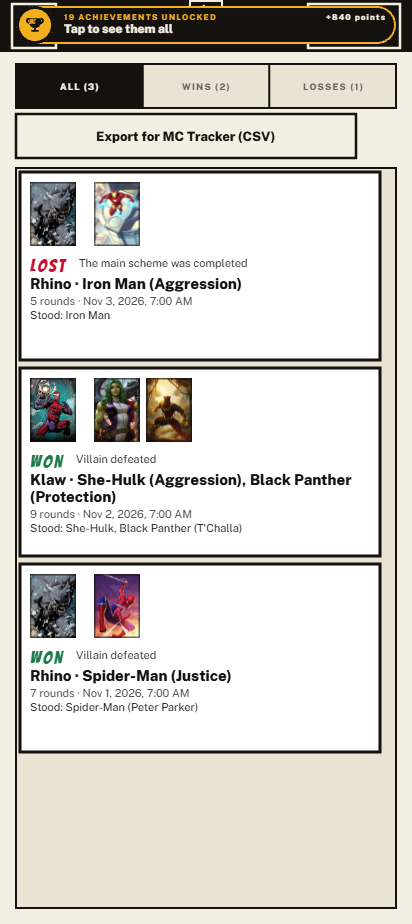 19 ACHIEVEMENTS UNLOCKED
+840 points
Tap to see them all
ALL (3)
WINS (2)
LOSSES (1)
Export for MC Tracker (CSV)
LOST The main scheme was completed
Rhino · Iron Man (Aggression)
5 rounds · Nov 3, 2026, 7:00 AM
Stood: Iron Man
WON Villain defeated
Klaw · She-Hulk (Aggression), Black Panther
(Protection)
9 rounds · Nov 2, 2026, 7:00 AM
Stood: She-Hulk, Black Panther (T'Challa)
WON Villain defeated
Rhino · Spider-Man (Justice)
7 rounds · Nov 1, 2026, 7:00 AM
Stood: Spider-Man (Peter Parker)